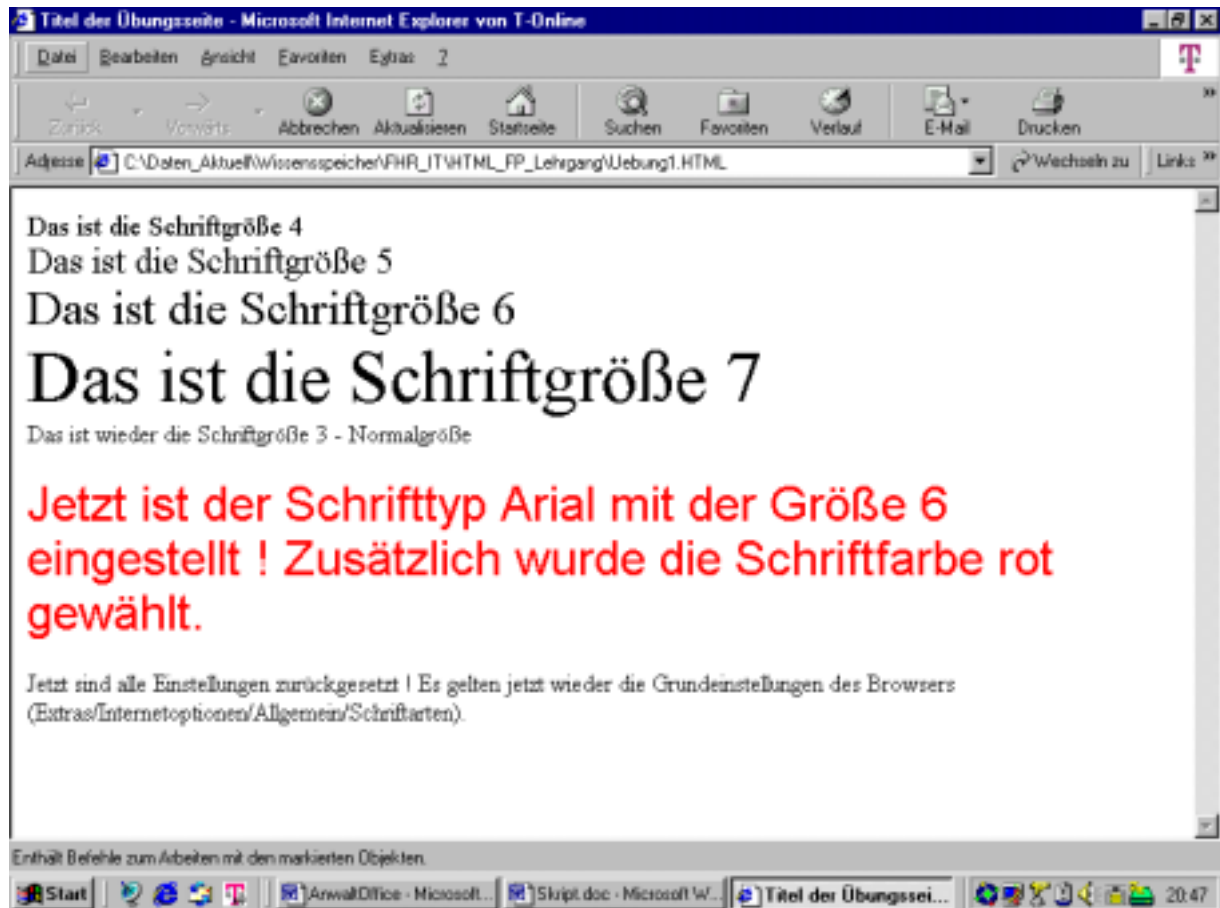 Titel der Übungsseite - Microsoft Internet Explorer von T-Online
Datei Bearbeiten Ansicht Favoriten Extras ?
Zurück Vorwärts Abbrechen Aktualisieren Startseite Suchen Favoriten Verlauf E-Mail Drucken
Adresse C:\Daten_Aktuell\Wissensspeicher\FHR_IT\HTML_FP_Lehrgang\Uebung1.HTML Wechseln zu Links
Das ist die Schriftgröße 4
Das ist die Schriftgröße 5
Das ist die Schriftgröße 6
Das ist die Schriftgröße 7
Das ist wieder die Schriftgröße 3 - Normalgröße
Jetzt ist der Schrifttyp Arial mit der Größe 6
eingestellt ! Zusätzlich wurde die Schriftfarbe rot
gewählt.
Jetzt sind alle Einstellungen zurückgesetzt ! Es gelten jetzt wieder die Grundeinstellungen des Browsers
(Extras/Internetoptionen/Allgemein/Schriftarten).
Enthält Befehle zum Arbeiten mit den markierten Objekten.
Start AnwaltOffice - Microsoft... Skript.doc - Microsoft W... Titel der Übungssei... 20:47